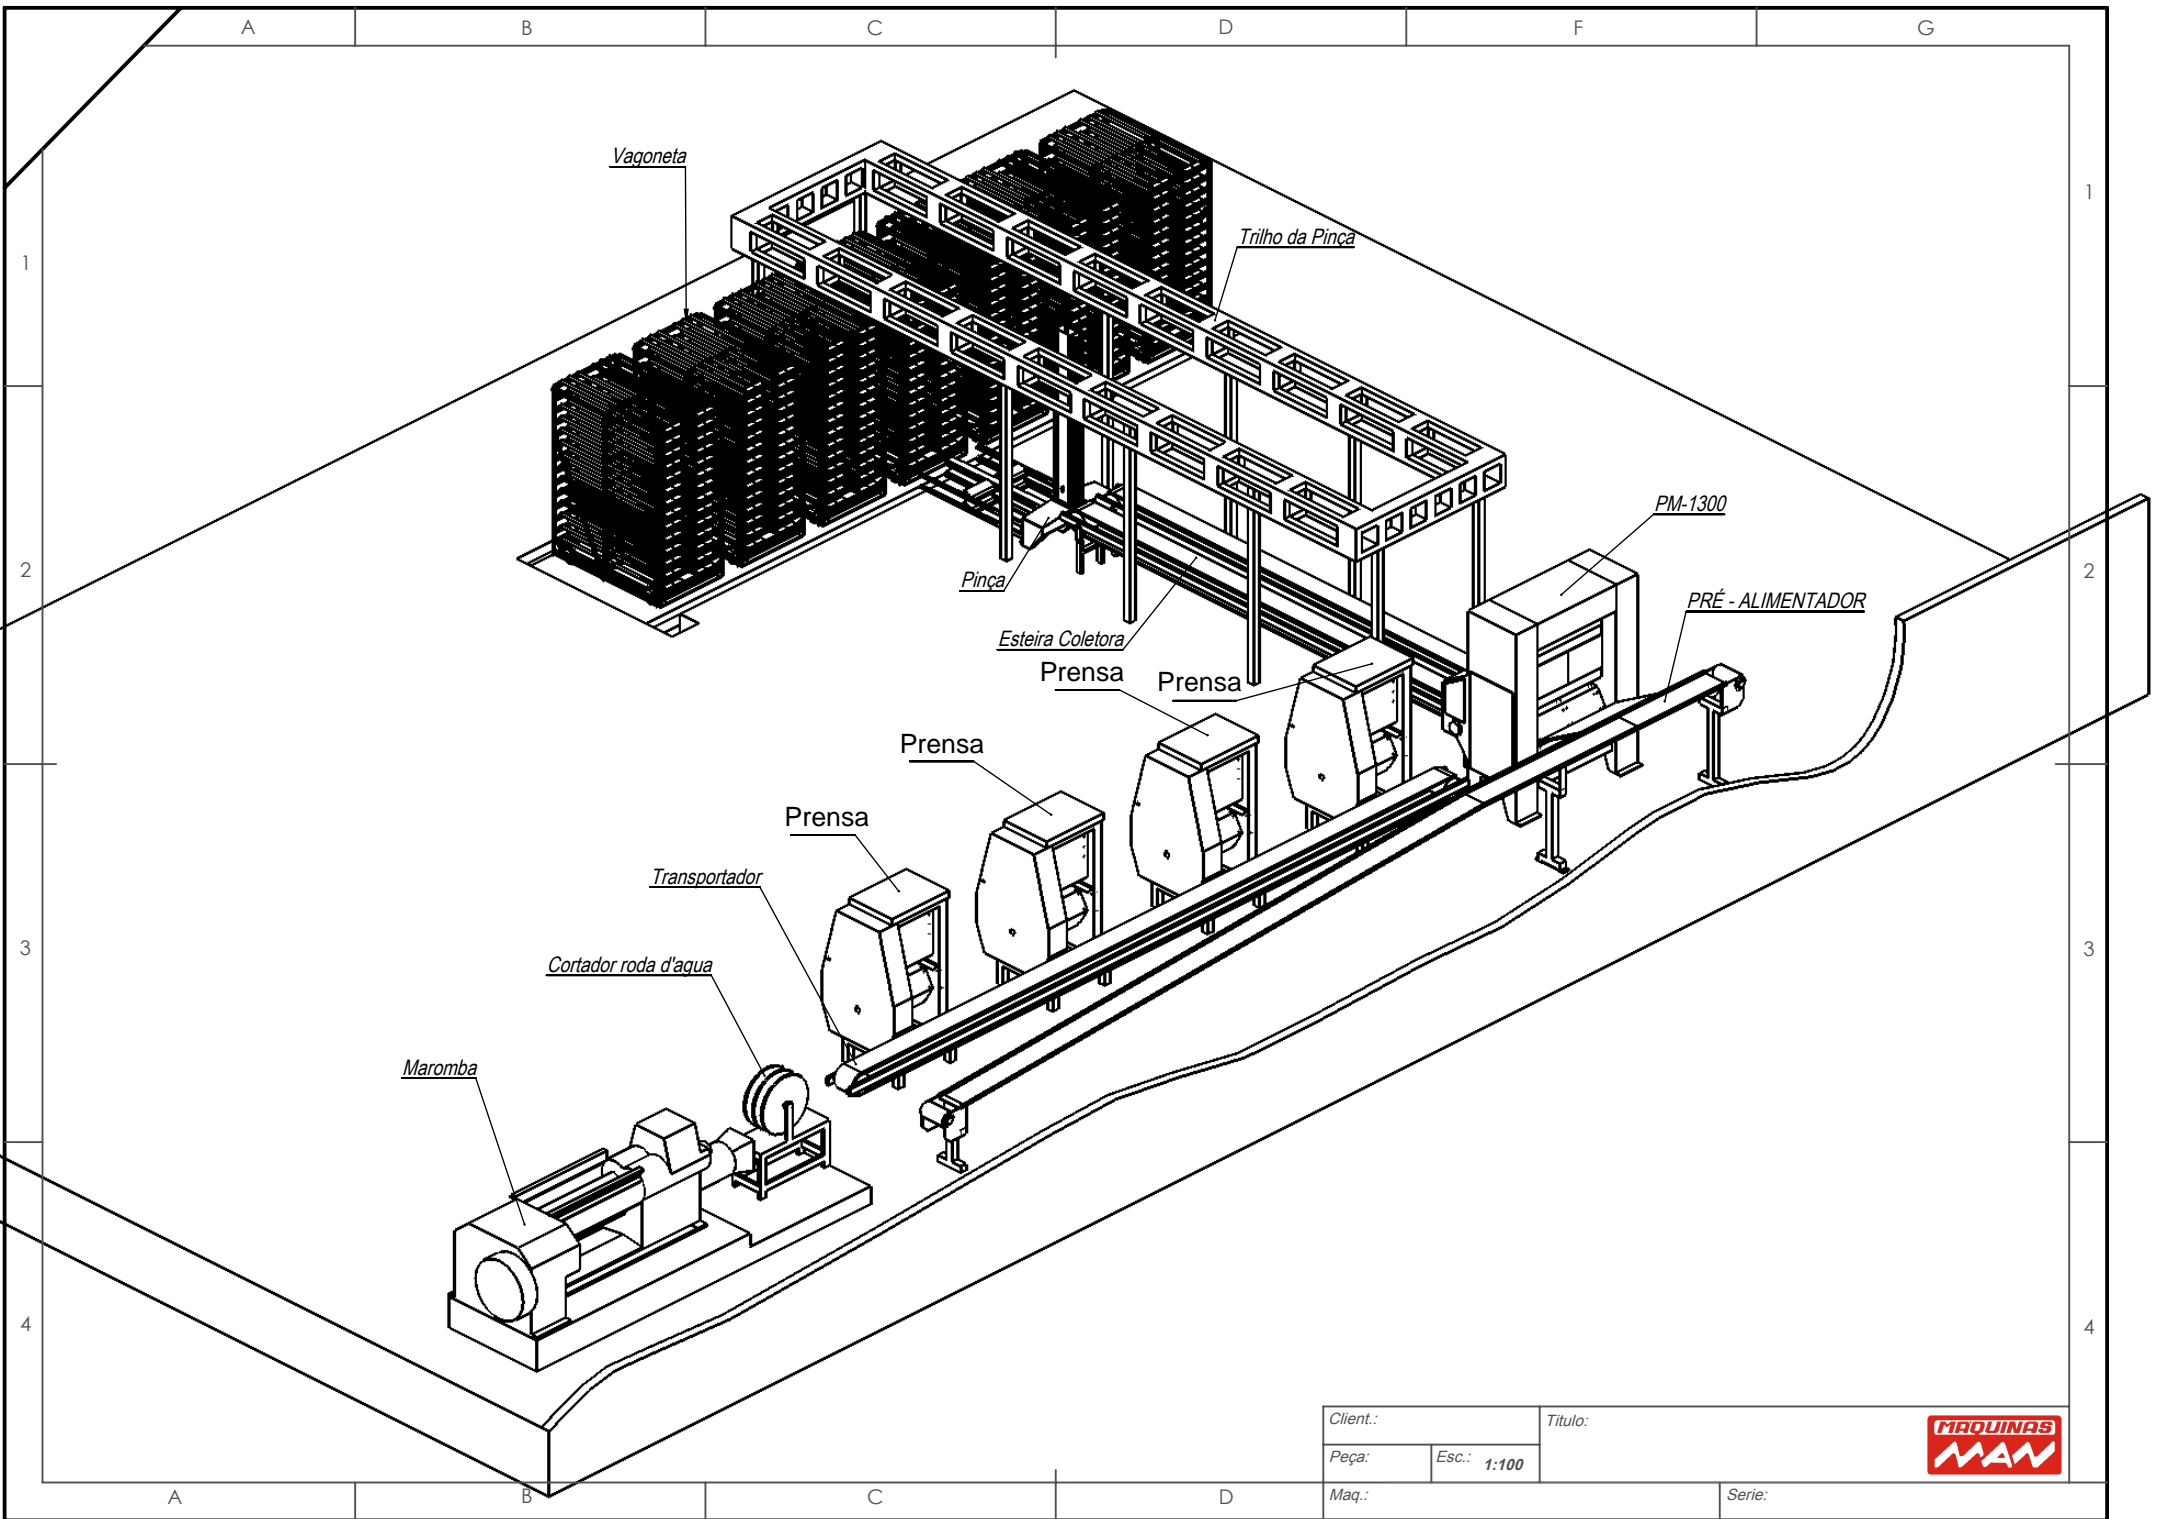 A
B
C
D
F
G
Vagoneta
1
Trilho da Pinça
1
PM-1300
2
Pinça
2
PRÉ - ALIMENTADOR
Esteira Coletora
Prensa
Prensa
Prensa
Prensa
Transportador
3
Cortador roda d'agua
3
Maromba
4
4
Client.:
Titulo:
MAQUINAS
MAN
Peça:
Esc.: 1:100
A
B
C
D
Maq.:
Serie: